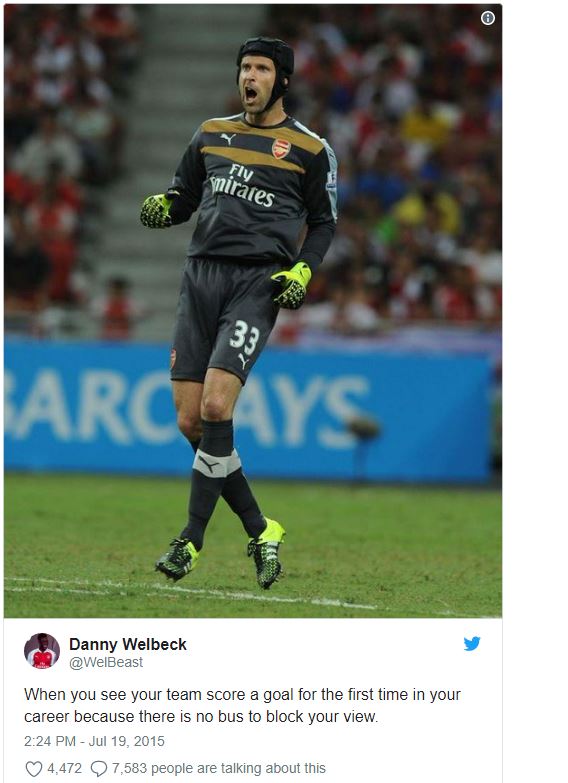 Fly
Emirates
33
BARCLAYS
Danny Welbeck
@WelBeast
When you see your team score a goal for the first time in your
career because there is no bus to block your view.
2:24 PM - Jul 19, 2015
4,472 7,583 people are talking about this